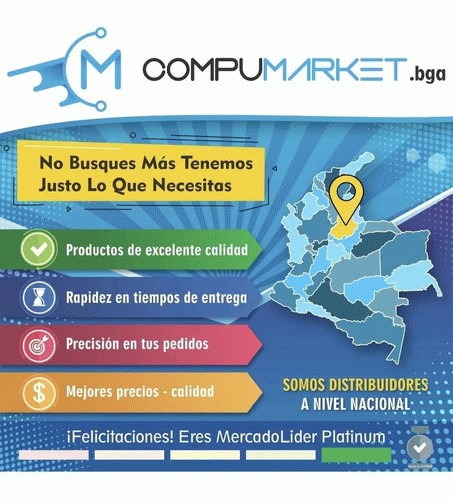 M COMPUMARKET.bga
No Busques Más Tenemos
Justo Lo Que Necesitas
Productos de excelente calidad
Rapidez en tiempos de entrega
Precisión en tus pedidos
$ Mejores precios - calidad
SOMOS DISTRIBUIDORES
A NIVEL NACIONAL
¡Felicitaciones! Eres MercadoLider Platinum